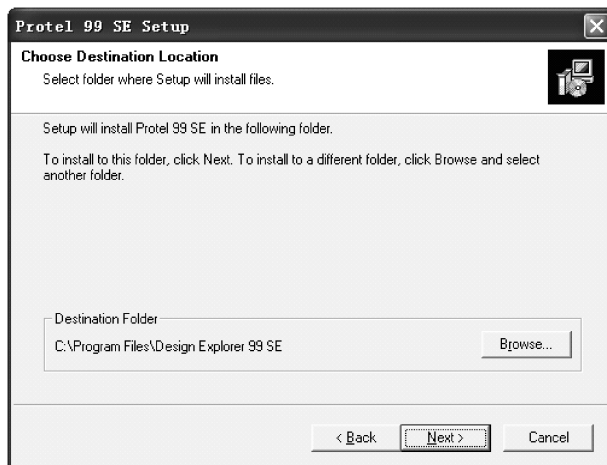 Protel 99 SE Setup
Choose Destination Location
Select folder where Setup will install files.
Setup will install Protel 99 SE in the following folder.
To install to this folder, click Next. To install to a different folder, click Browse and select
another folder.
Destination Folder
C:\Program Files\Design Explorer 99 SE
Browse...
< Back
Next >
Cancel